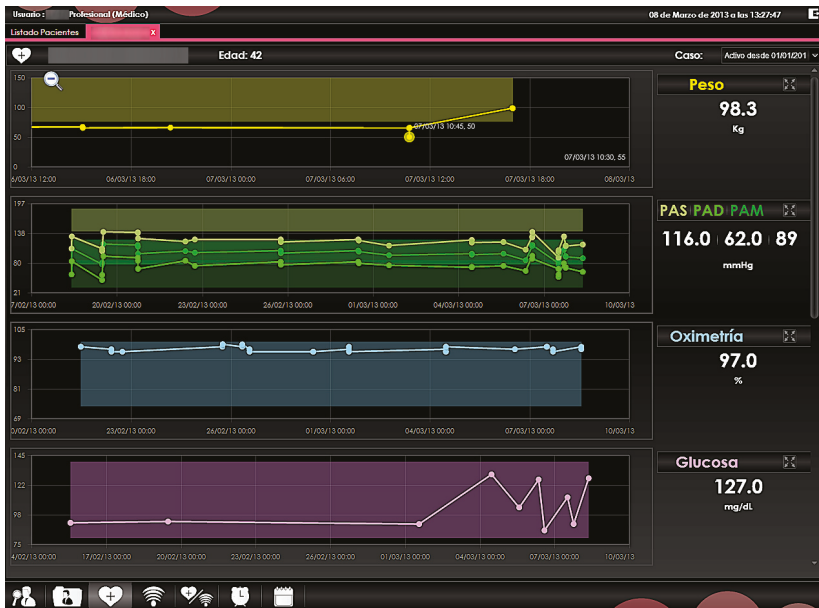 Usuario : Profesional (Médico) 08 de Marzo de 2013 a las 13:27:47
Listado Pacientes x
Edad: 42 Caso: Activo desde 01/01/201
150
100
50
0
07/03/13 10:45, 50
07/03/13 10:30, 55
6/03/13 12:00 06/03/13 18:00 07/03/13 00:00 07/03/13 06:00 07/03/13 12:00 07/03/13 18:00 08/03/13
Peso
98.3
Kg
197
138
80
21
7/02/13 00:00 20/02/13 00:00 23/02/13 00:00 26/02/13 00:00 01/03/13 00:00 04/03/13 00:00 07/03/13 00:00 10/03/13
PAS PAD PAM
116.0 62.0 89
mmHg
105
93
81
69
0/02/13 00:00 23/02/13 00:00 26/02/13 00:00 01/03/13 00:00 04/03/13 00:00 07/03/13 00:00 10/03/13
Oximetría
97.0
%
145
122
98
75
4/02/13 00:00 17/02/13 00:00 20/02/13 00:00 23/02/13 00:00 26/02/13 00:00 01/03/13 00:00 04/03/13 00:00 07/03/13 00:00 10/03/13
Glucosa
127.0
mg/dL